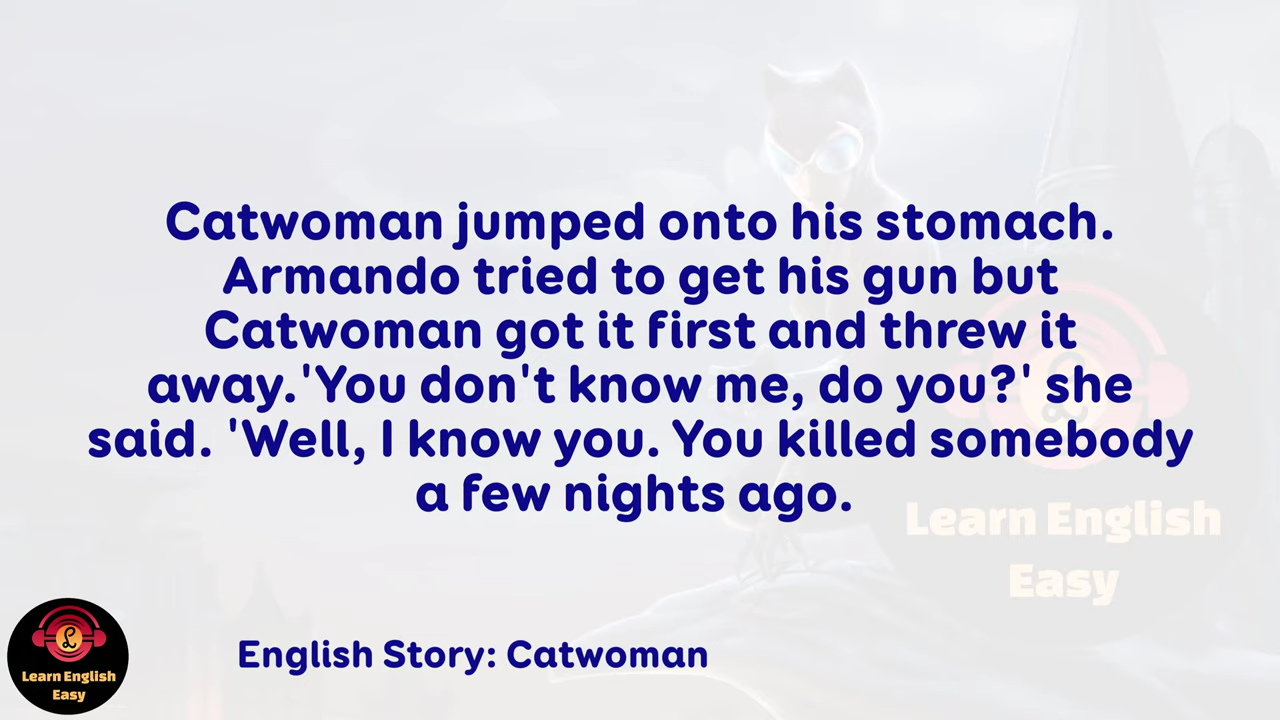 Catwoman jumped onto his stomach.
Armando tried to get his gun but
Catwoman got it first and threw it
away.'You don't know me, do you?' she
said. 'Well, I know you. You killed somebody
a few nights ago.
Learn English
Easy
English Story: Catwoman
Learn English
Easy